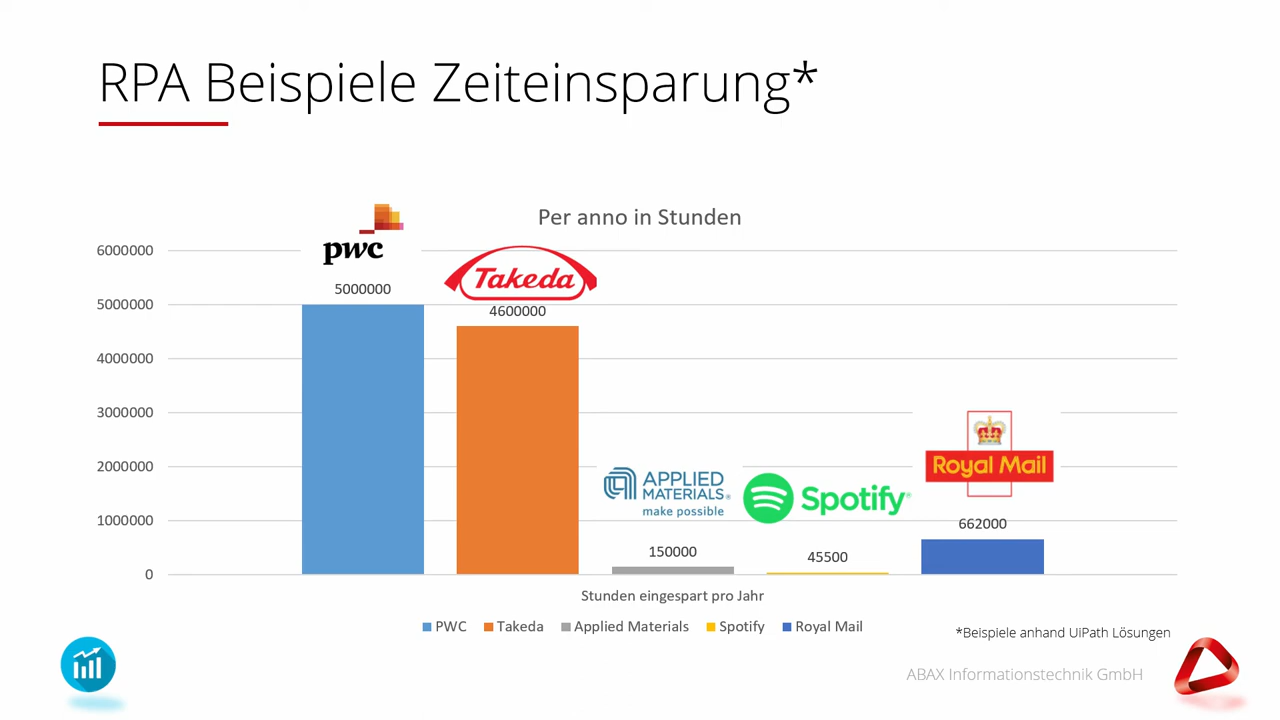 RPA Beispiele Zeiteinsparung*
Per anno in Stunden
pwc
Takeda
APPLIED
MATERIALS®
make possible
Spotify®
Royal Mail
6000000
5000000
4000000
3000000
2000000
1000000
0
5000000
4600000
150000
45500
662000
Stunden eingespart pro Jahr
PWC Takeda Applied Materials Spotify Royal Mail
*Beispiele anhand UiPath Lösungen
ABAX Informationstechnik GmbH